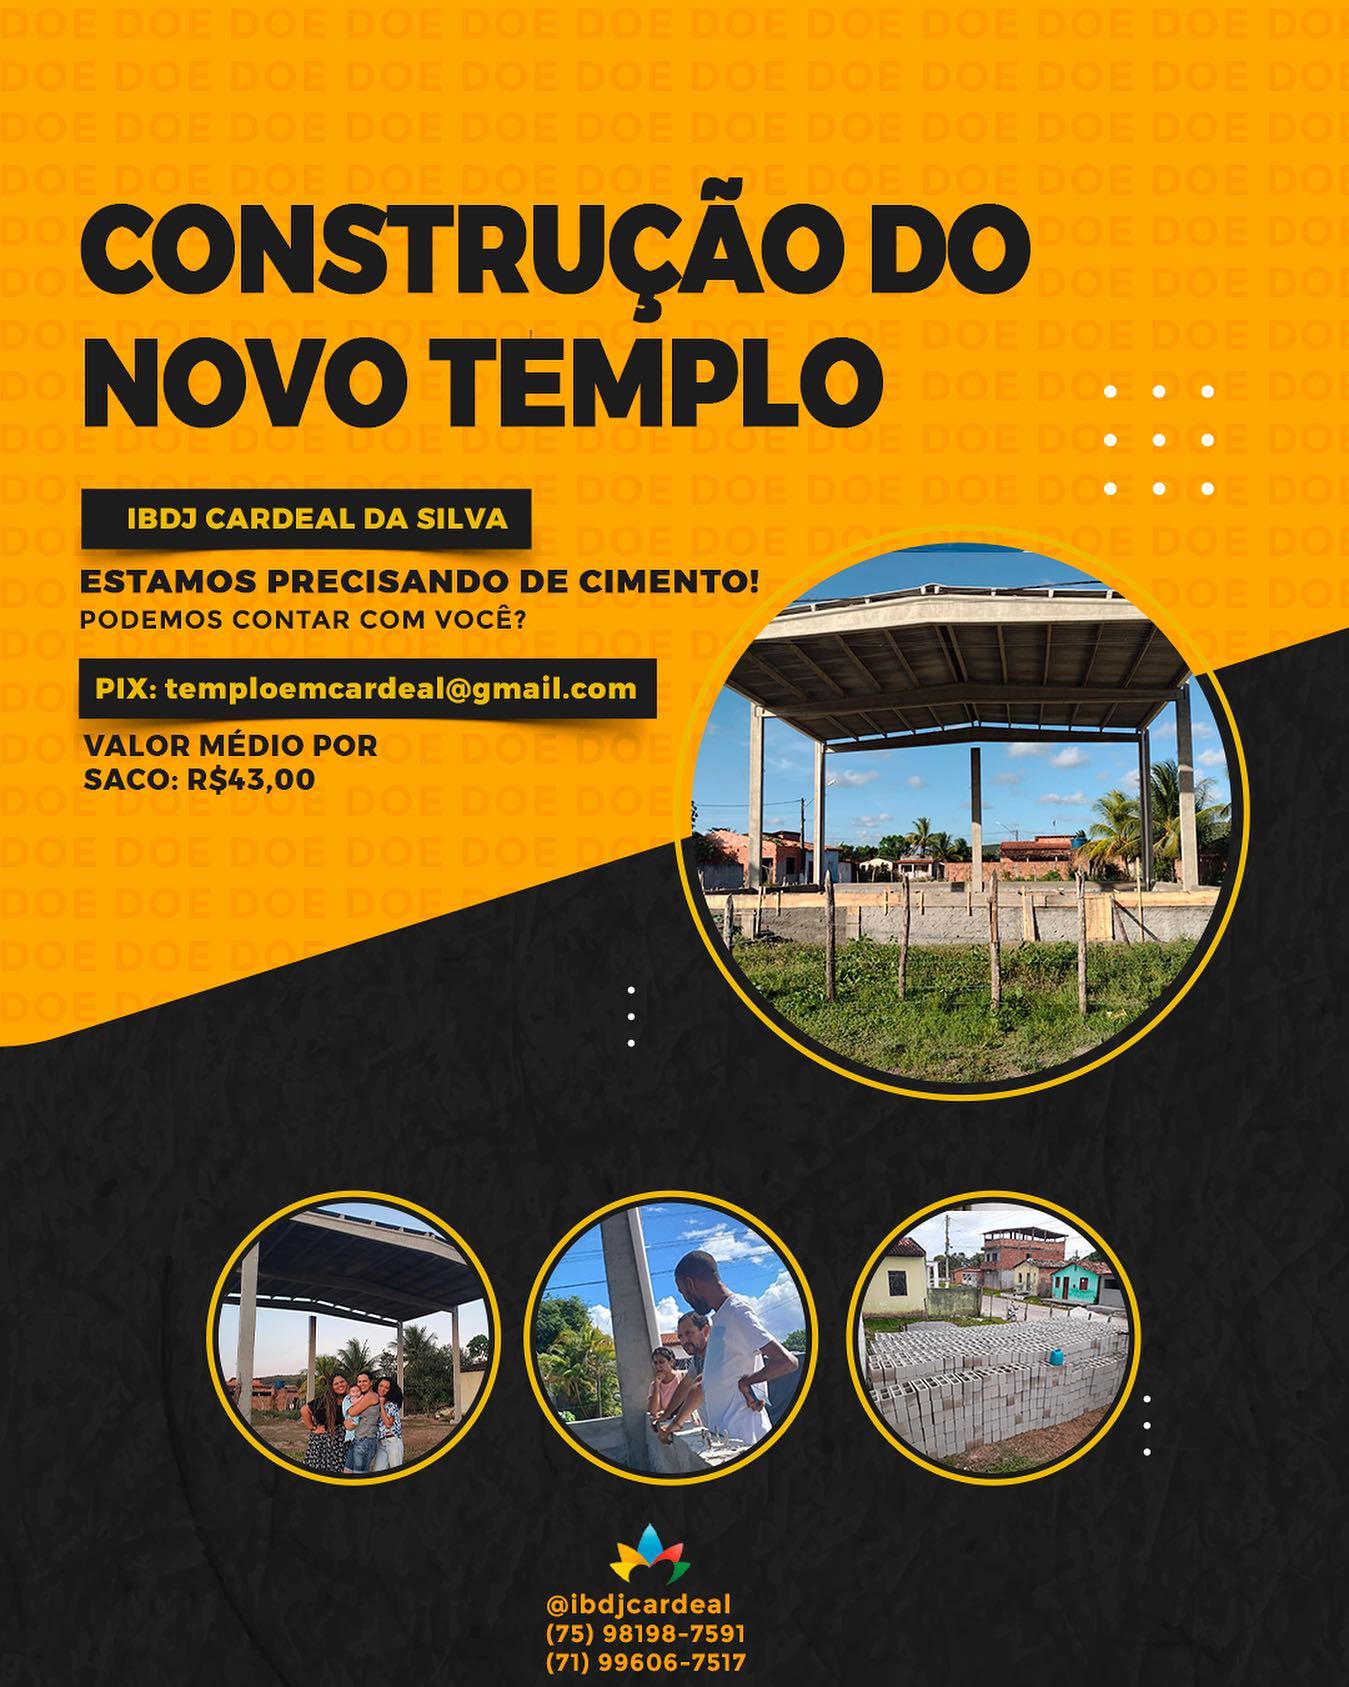 CONSTRUÇÃO DO
NOVO TEMPLO
IBDJ CARDEAL DA SILVA
ESTAMOS PRECISANDO DE CIMENTO!
PODEMOS CONTAR COM VOCÊ?
PIX: temploemcardeal@gmail.com
VALOR MÉDIO POR
SACO: R$43,00
@ibdjcardeal
(75) 98198-7591
(71) 99606-7517